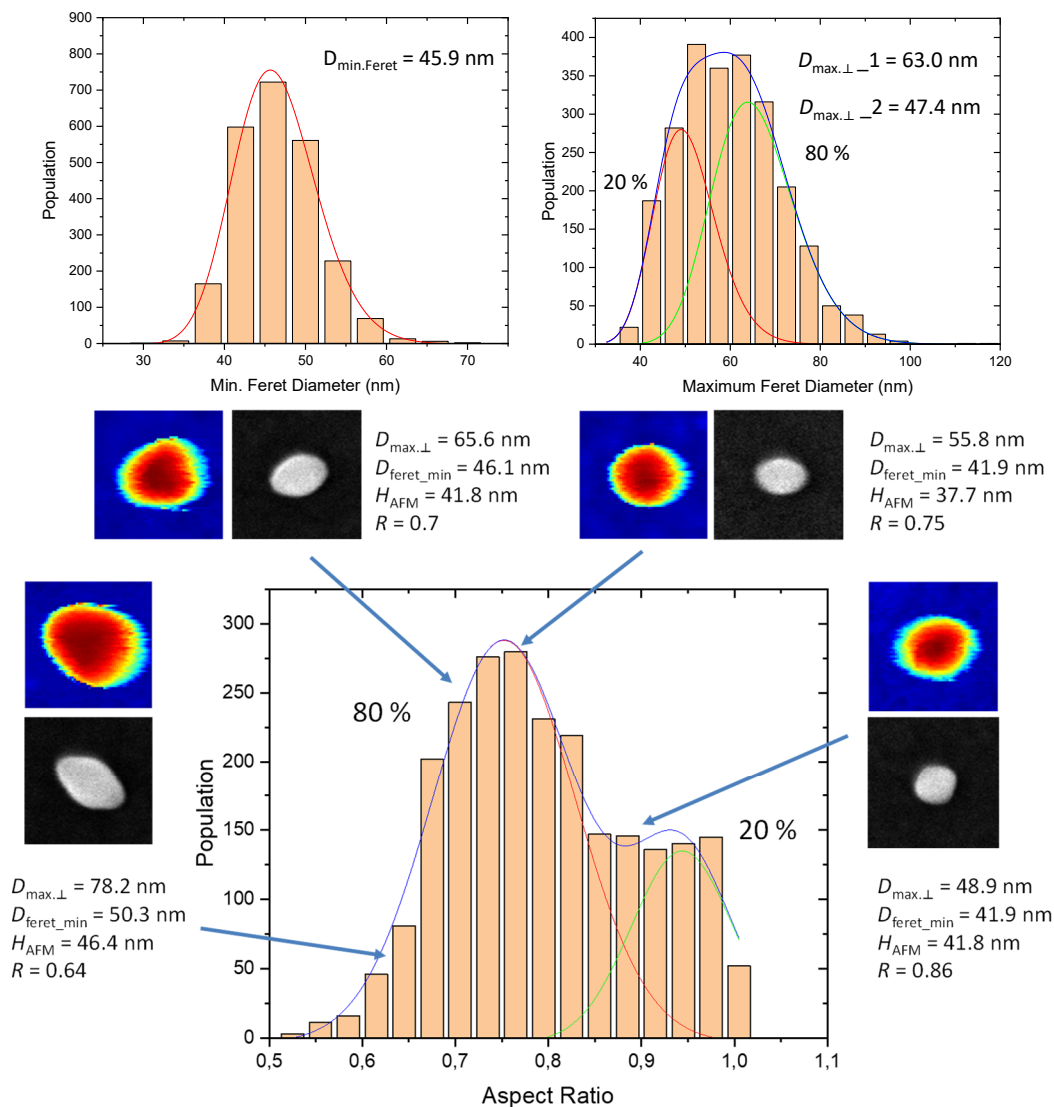 900
800
700
600
500
400
300
200
100
0
Population
30 40 50 60 70
Min. Feret Diameter (nm)
D_min.Feret = 45.9 nm
400
350
300
250
200
150
100
50
0
Population
40 60 80 100 120
Maximum Feret Diameter (nm)
D_max.⊥_1 = 63.0 nm
D_max.⊥_2 = 47.4 nm
20 %
80 %
D_max.⊥ = 65.6 nm
D_feret_min = 46.1 nm
H_AFM = 41.8 nm
R = 0.7
D_max.⊥ = 55.8 nm
D_feret_min = 41.9 nm
H_AFM = 37.7 nm
R = 0.75
D_max.⊥ = 78.2 nm
D_feret_min = 50.3 nm
H_AFM = 46.4 nm
R = 0.64
300
250
200
150
100
50
0
Population
80 %
20 %
0,5 0,6 0,7 0,8 0,9 1,0 1,1
Aspect Ratio
D_max.⊥ = 48.9 nm
D_feret_min = 41.9 nm
H_AFM = 41.8 nm
R = 0.86